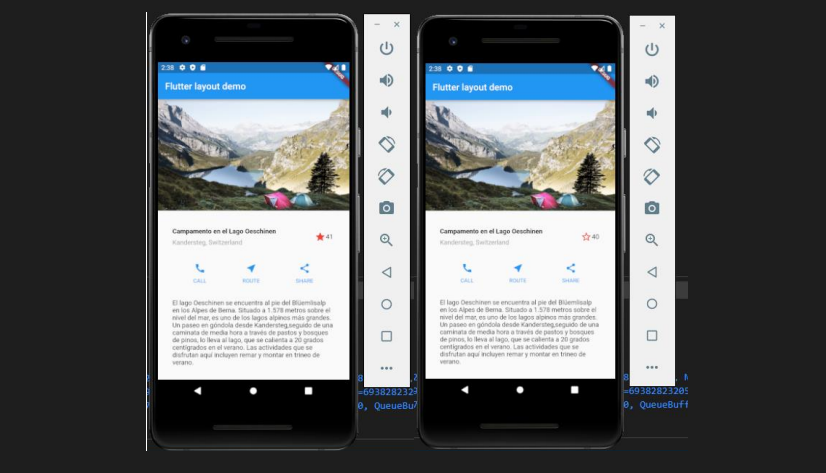 2:38
Flutter layout demo
Campamento en el Lago Oeschinen
Kandersteg, Switzerland
41
CALL
ROUTE
SHARE
El lago Oeschinen se encuentra al pie del Blüemlisalp
en los Alpes de Berna. Situado a 1.578 metros sobre el
nivel del mar, es uno de los lagos alpinos más grandes.
Un paseo en góndola desde Kandersteg,seguido de una
caminata de media hora a través de pastos y bosques
de pinos, lo lleva al lago, que se calienta a 20 grados
centígrados en el verano. Las actividades que se
disfrutan aquí incluyen remar y montar en trineo de
verano.
2:38
Flutter layout demo
Campamento en el Lago Oeschinen
Kandersteg, Switzerland
40
CALL
ROUTE
SHARE
El lago Oeschinen se encuentra al pie del Blüemlisalp
en los Alpes de Berna. Situado a 1.578 metros sobre el
nivel del mar, es uno de los lagos alpinos más grandes.
Un paseo en góndola desde Kandersteg,seguido de una
caminata de media hora a través de pastos y bosques
de pinos, lo lleva al lago, que se calienta a 20 grados
centígrados en el verano. Las actividades que se
disfrutan aquí incluyen remar y montar en trineo de
verano.
=6938282320
0, QueueBu
=6938282320
0, QueueBuff